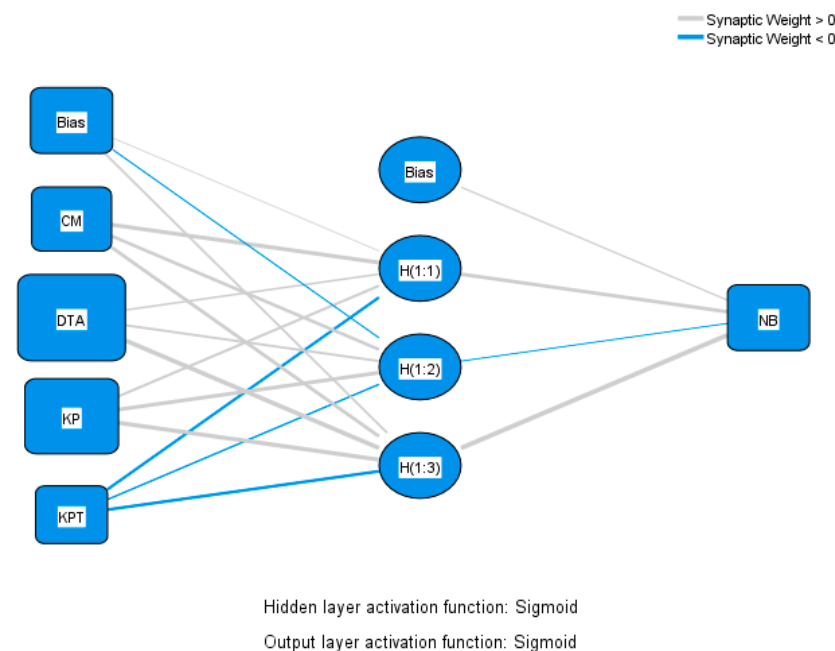 Synaptic Weight > 0
Synaptic Weight < 0
Bias
CM
DTA
KP
KPT
Bias
H(1:1)
H(1:2)
H(1:3)
NB
Hidden layer activation function: Sigmoid
Output layer activation function: Sigmoid